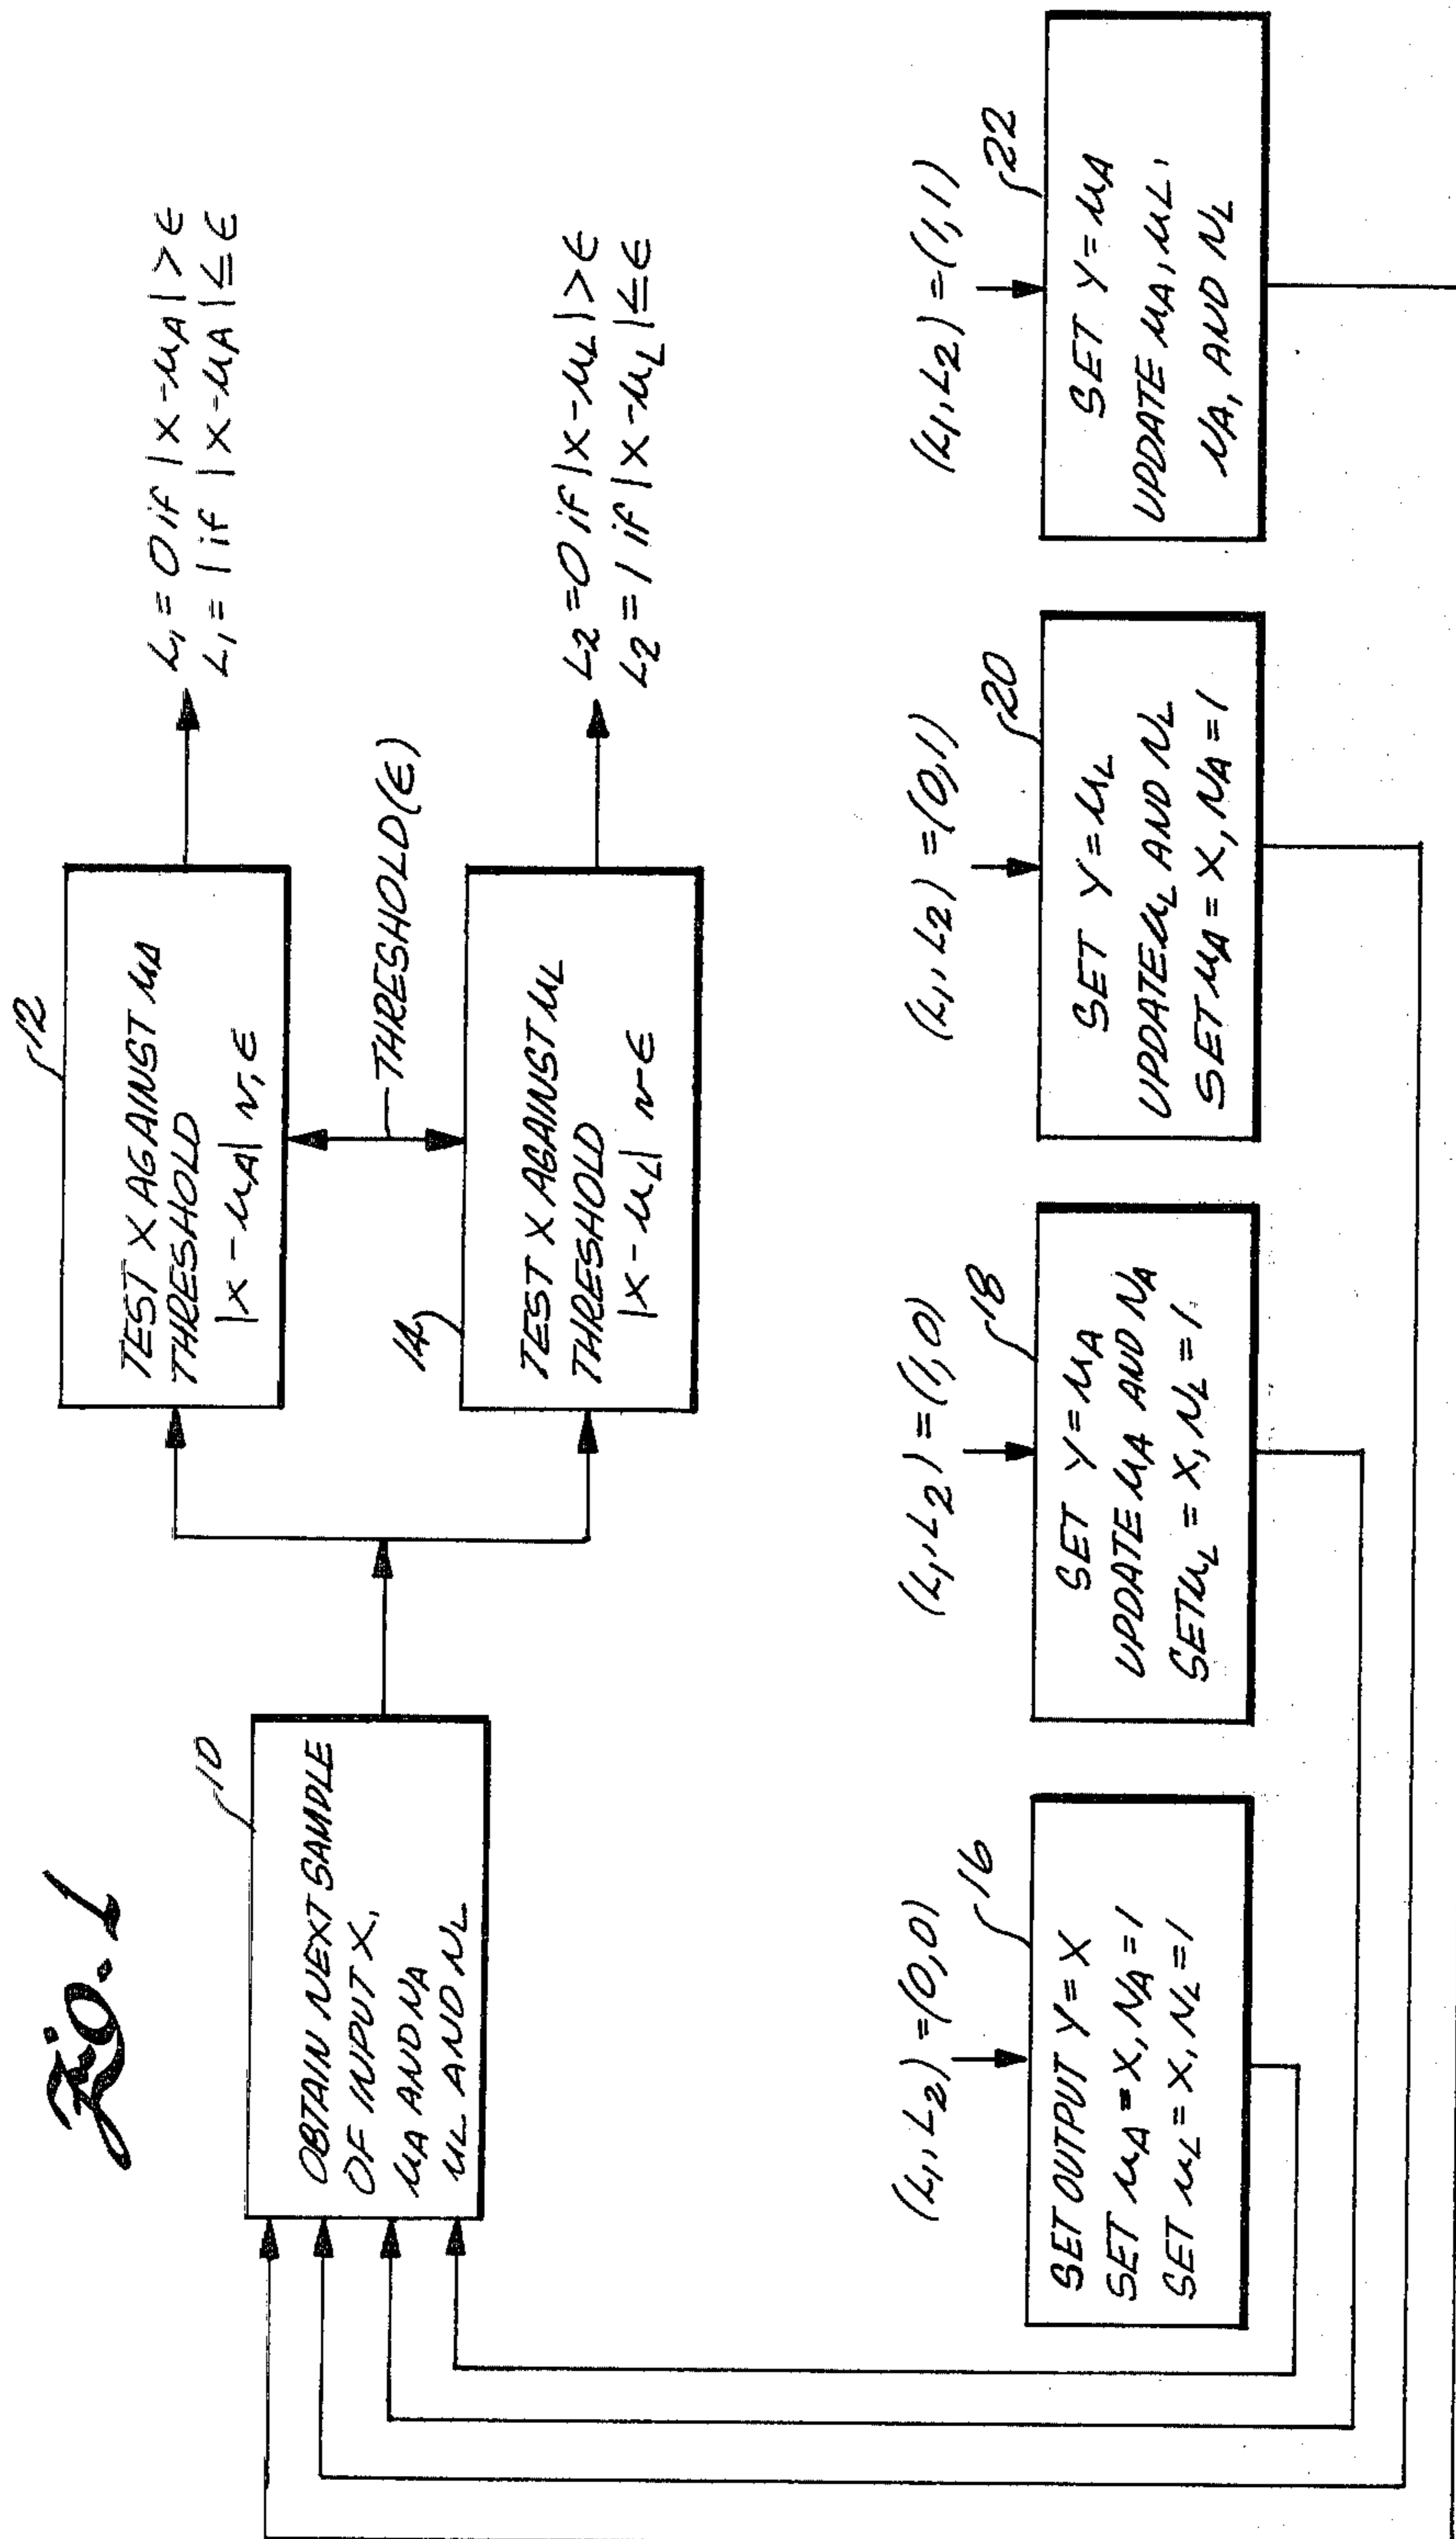 Fig. 1
10
OBTAIN NEXT SAMPLE
OF INPUT X,
μA AND NA
μL AND NL
12
TEST X AGAINST μA
THRESHOLD
|X-μA| v, ϵ
L1 = 0 if |X-μA| > ϵ
L1 = 1 if |X-μA| ≤ ϵ
THRESHOLD (ϵ)
14
TEST X AGAINST μL
THRESHOLD
|X-μL| v ϵ
L2 = 0 if |X-μL| > ϵ
L2 = 1 if |X-μL| ≤ ϵ
(L1, L2) = (0,0)
16
SET OUTPUT Y = X
SET μA = X, NA = 1
SET μL = X, NL = 1
(L1, L2) = (1,0)
18
SET Y = μA
UPDATE μA AND NA
SET μL = X, NL = 1
(L1, L2) = (0,1)
20
SET Y = μL
UPDATE μL AND NL
SET μA = X, NA = 1
(L1, L2) = (1,1)
22
SET Y = μA
UPDATE μA, μL,
NA, AND NL